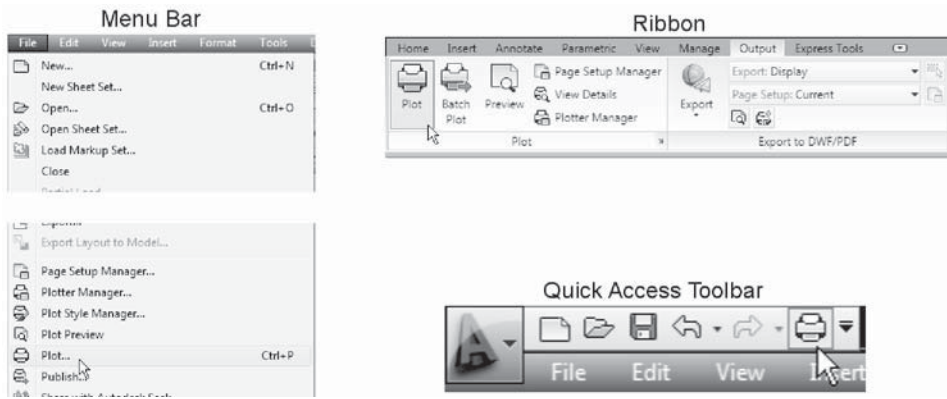 Menu Bar
File Edit View Insert Format Tools
New... Ctrl+N
New Sheet Set...
Open... Ctrl+O
Open Sheet Set...
Load Markup Set...
Close
Partial Load
Export Layout to Model...
Page Setup Manager...
Plotter Manager...
Plot Style Manager...
Plot Preview
Plot... Ctrl+P
Publish...
Ribbon
Home Insert Annotate Parametric View Manage Output Express Tools
Plot
Batch Plot
Preview
Page Setup Manager
View Details
Plotter Manager
Export
Export: Display
Page Setup: Current
Plot
Export to DWF/PDF
Quick Access Toolbar
File Edit View Insert